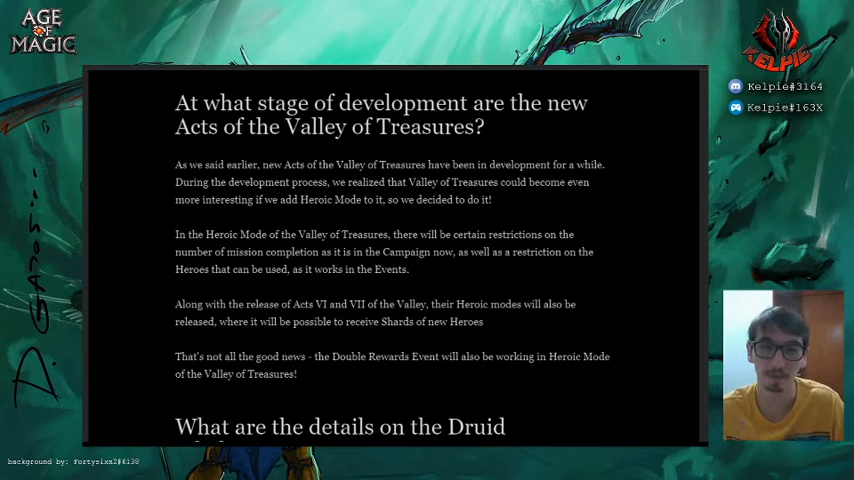 AGE
OF
MAGIC
KELPIE
Kelpie#3164
Kelpie#163X
At what stage of development are the new
Acts of the Valley of Treasures?
As we said earlier, new Acts of the Valley of Treasures have been in development for a while.
During the development process, we realized that Valley of Treasures could become even
more interesting if we add Heroic Mode to it, so we decided to do it!
In the Heroic Mode of the Valley of Treasures, there will be certain restrictions on the
number of mission completion as it is in the Campaign now, as well as a restriction on the
Heroes that can be used, as it works in the Events.
Along with the release of Acts VI and VII of the Valley, their Heroic modes will also be
released, where it will be possible to receive Shards of new Heroes
That's not all the good news - the Double Rewards Event will also be working in Heroic Mode
of the Valley of Treasures!
What are the details on the Druid
background by: Fortysixn2#6138